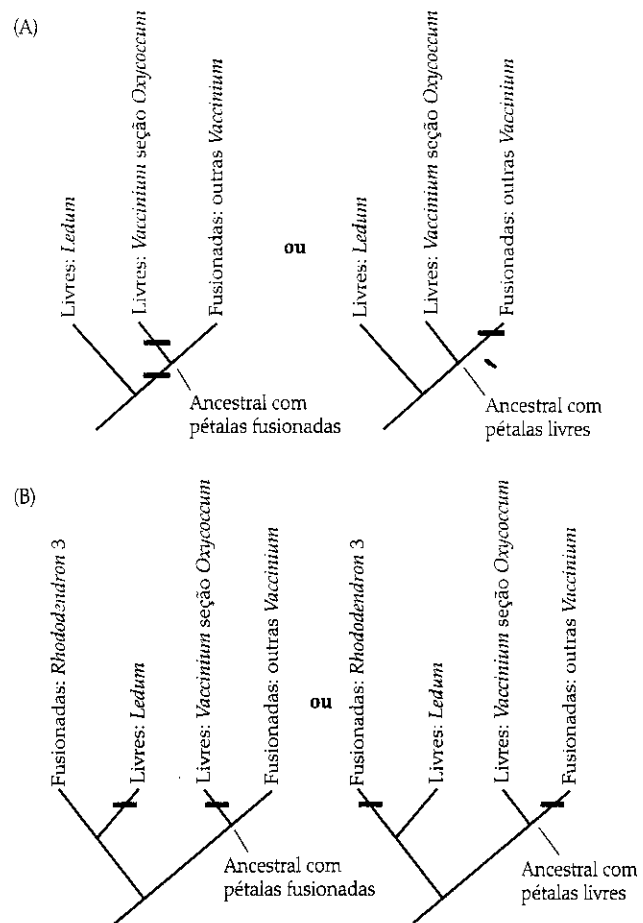 (A)
Livres: Ledum
Livres: Vaccinium seção Oxycoccum
Fusionadas: outras Vaccinium
Ancestral com
pétalas fusionadas
ou
Livres: Ledum
Livres: Vaccinium seção Oxycoccum
Fusionadas: outras Vaccinium
Ancestral com
pétalas livres
(B)
Fusionadas: Rhododendron 3
Livres: Ledum
Livres: Vaccinium seção Oxycoccum
Fusionadas: outras Vaccinium
Ancestral com
pétalas fusionadas
ou
Fusionadas: Rhododendron 3
Livres: Ledum
Livres: Vaccinium seção Oxycoccum
Fusionadas: outras Vaccinium
Ancestral com
pétalas livres